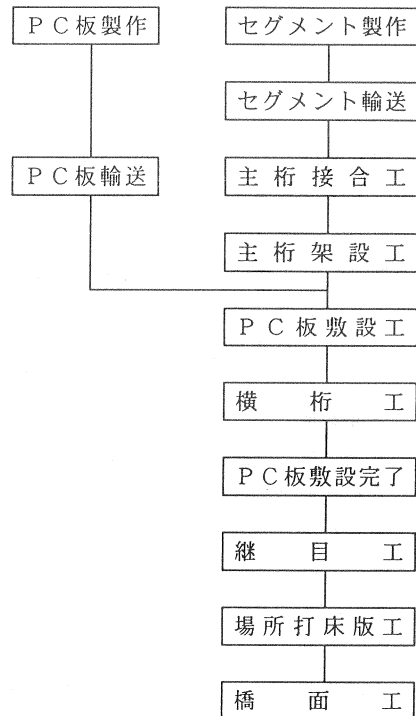 PC板製作
セグメント製作
セグメント輸送
PC板輸送
主桁接合工
主桁架設工
PC板敷設工
横桁工
PC板敷設完了
継目工
場所打床版工
橋面工